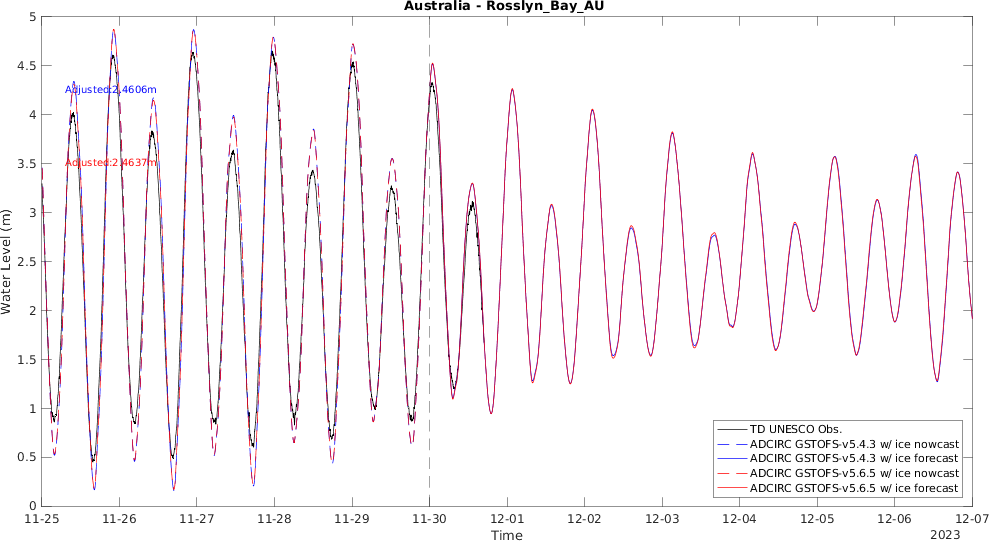 Australia - Rosslyn_Bay_AU
5
4.5
4
3.5
3
2.5
2
1.5
1
0.5
0
Water Level (m)
Adjusted:2.4606m
Adjusted:2.4637m
TD UNESCO Obs.
ADCIRC GSTOFS-v5.4.3 w/ ice nowcast
ADCIRC GSTOFS-v5.4.3 w/ ice forecast
ADCIRC GSTOFS-v5.6.5 w/ ice nowcast
ADCIRC GSTOFS-v5.6.5 w/ ice forecast
11-25 11-26 11-27 11-28 11-29 11-30 12-01 12-02 12-03 12-04 12-05 12-06 12-07
Time
2023